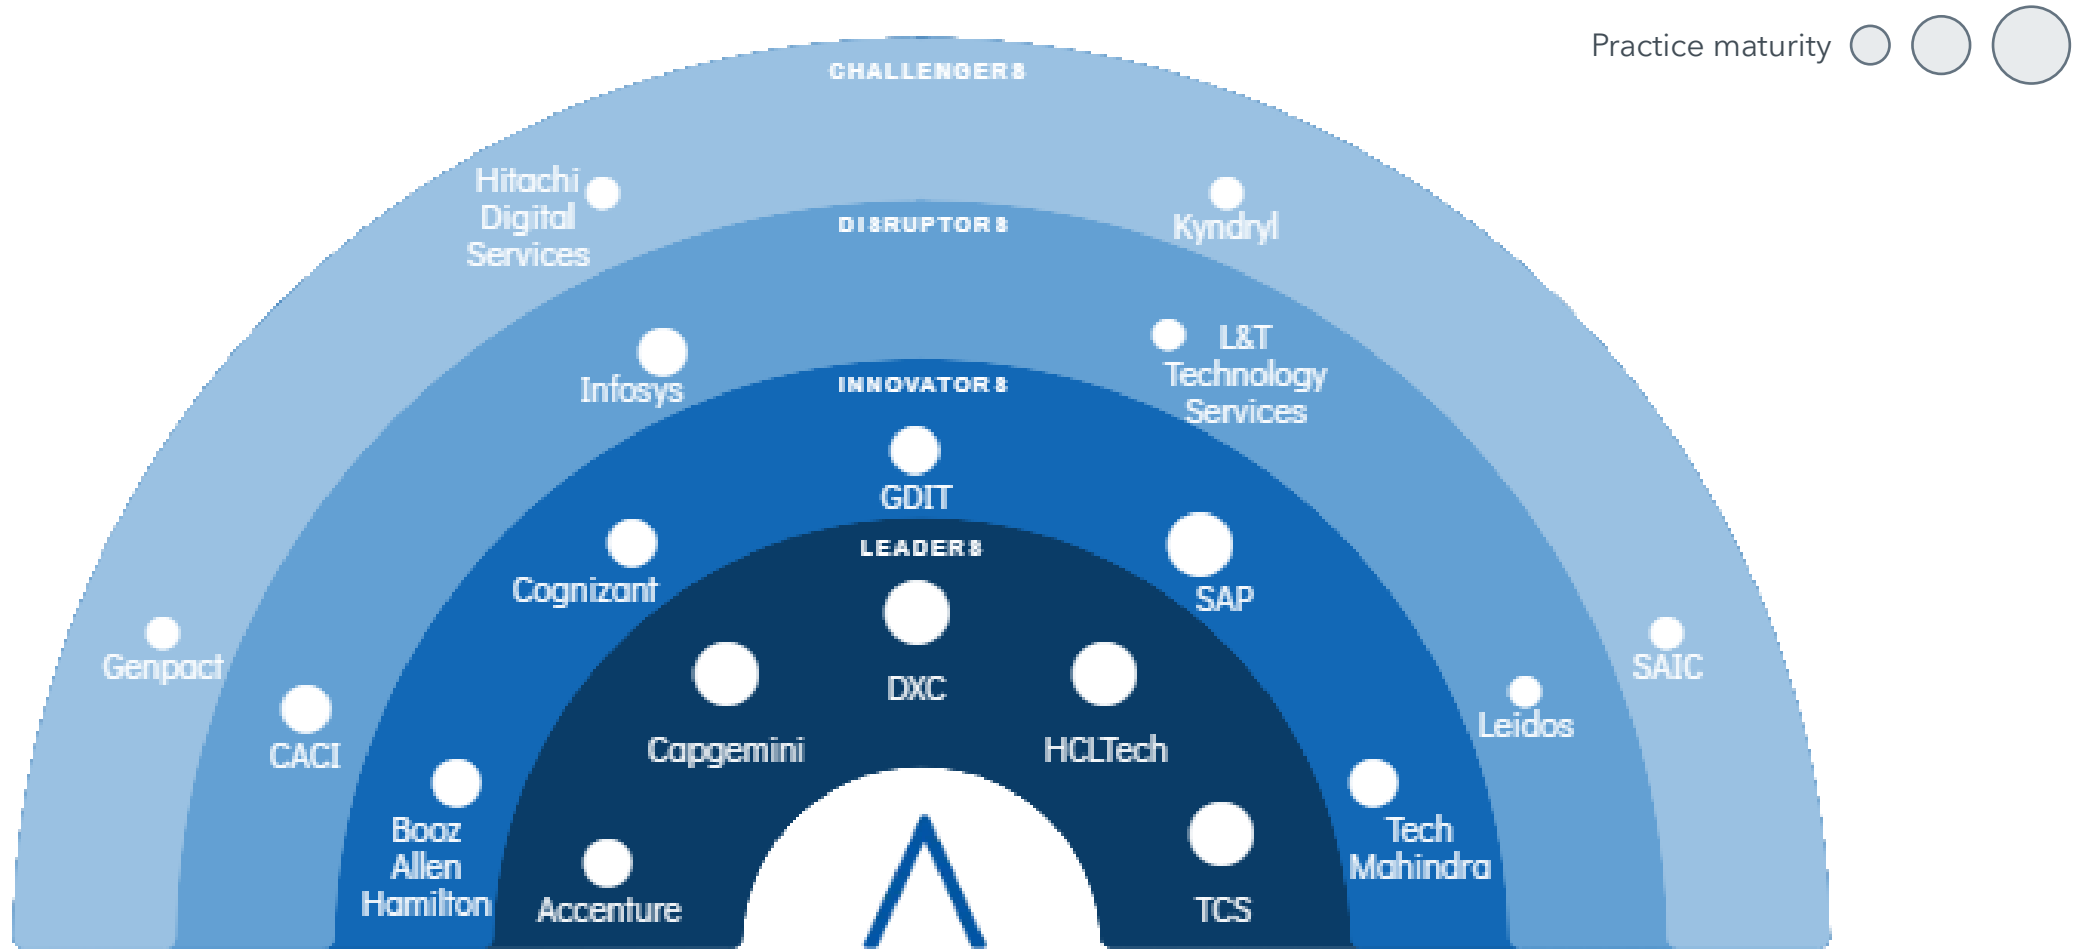 Practice maturity
CHALLENGERS
Hitachi
Digital
Services
Kyndryl
Genpact
SAIC
DISRUPTORS
Infosys
L&T
Technology
Services
CACI
Leidos
INNOVATORS
GDIT
Cognizant
SAP
Booz
Allen
Hamilton
Tech
Mahindra
LEADERS
DXC
Capgemini
HCLTech
Accenture
TCS